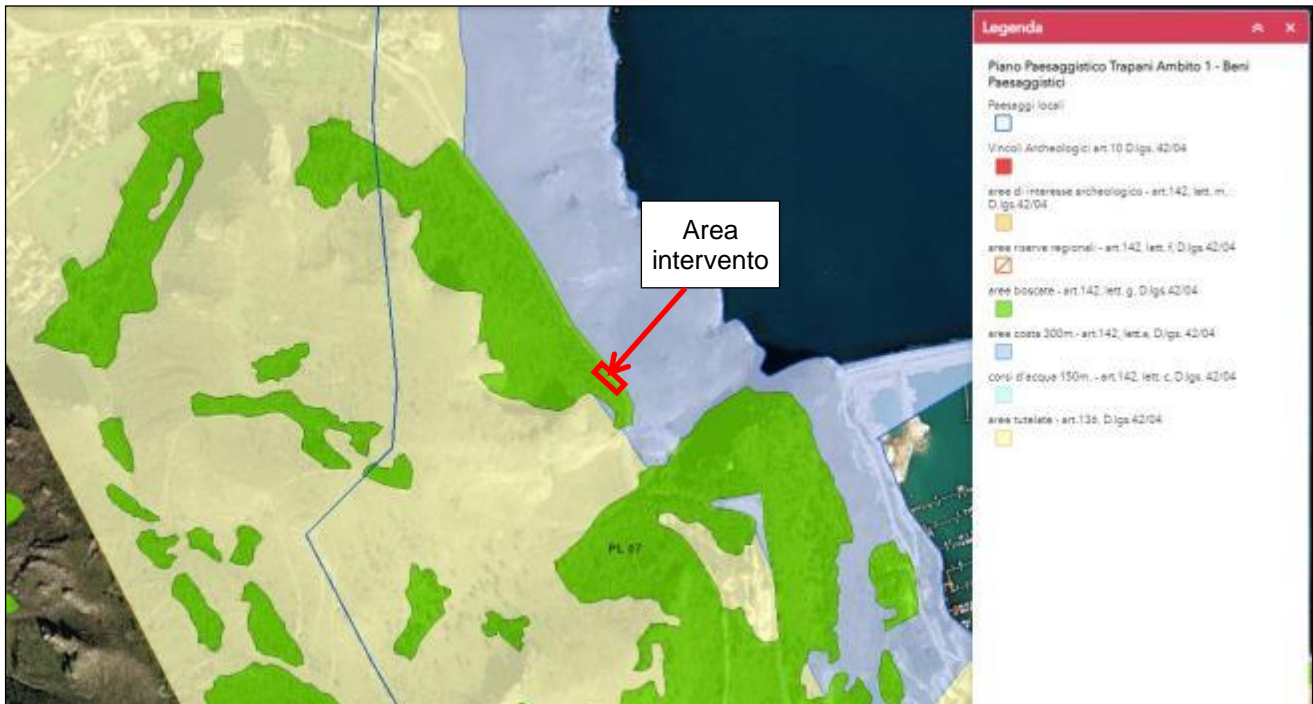 Legenda
Piano Paesaggistico Trapani Ambito 1 - Beni
Paesaggistici
Paesaggi locali
Vincoli Archeologici art.10 D.lgs. 42/04
aree di interesse archeologico - art.142, lett. m,
D.lgs.42/04
aree riserve regionali - art.142, lett. f, D.lgs.42/04
aree boscate - art.142, lett. g, D.lgs.42/04
area costa 300m.- art.142, lett.a, D.lgs. 42/04
corsi d'acqua 150m. - art.142, lett. c, D.lgs. 42/04
aree tutelate - art.136, D.lgs.42/04
Area
intervento
PL 07